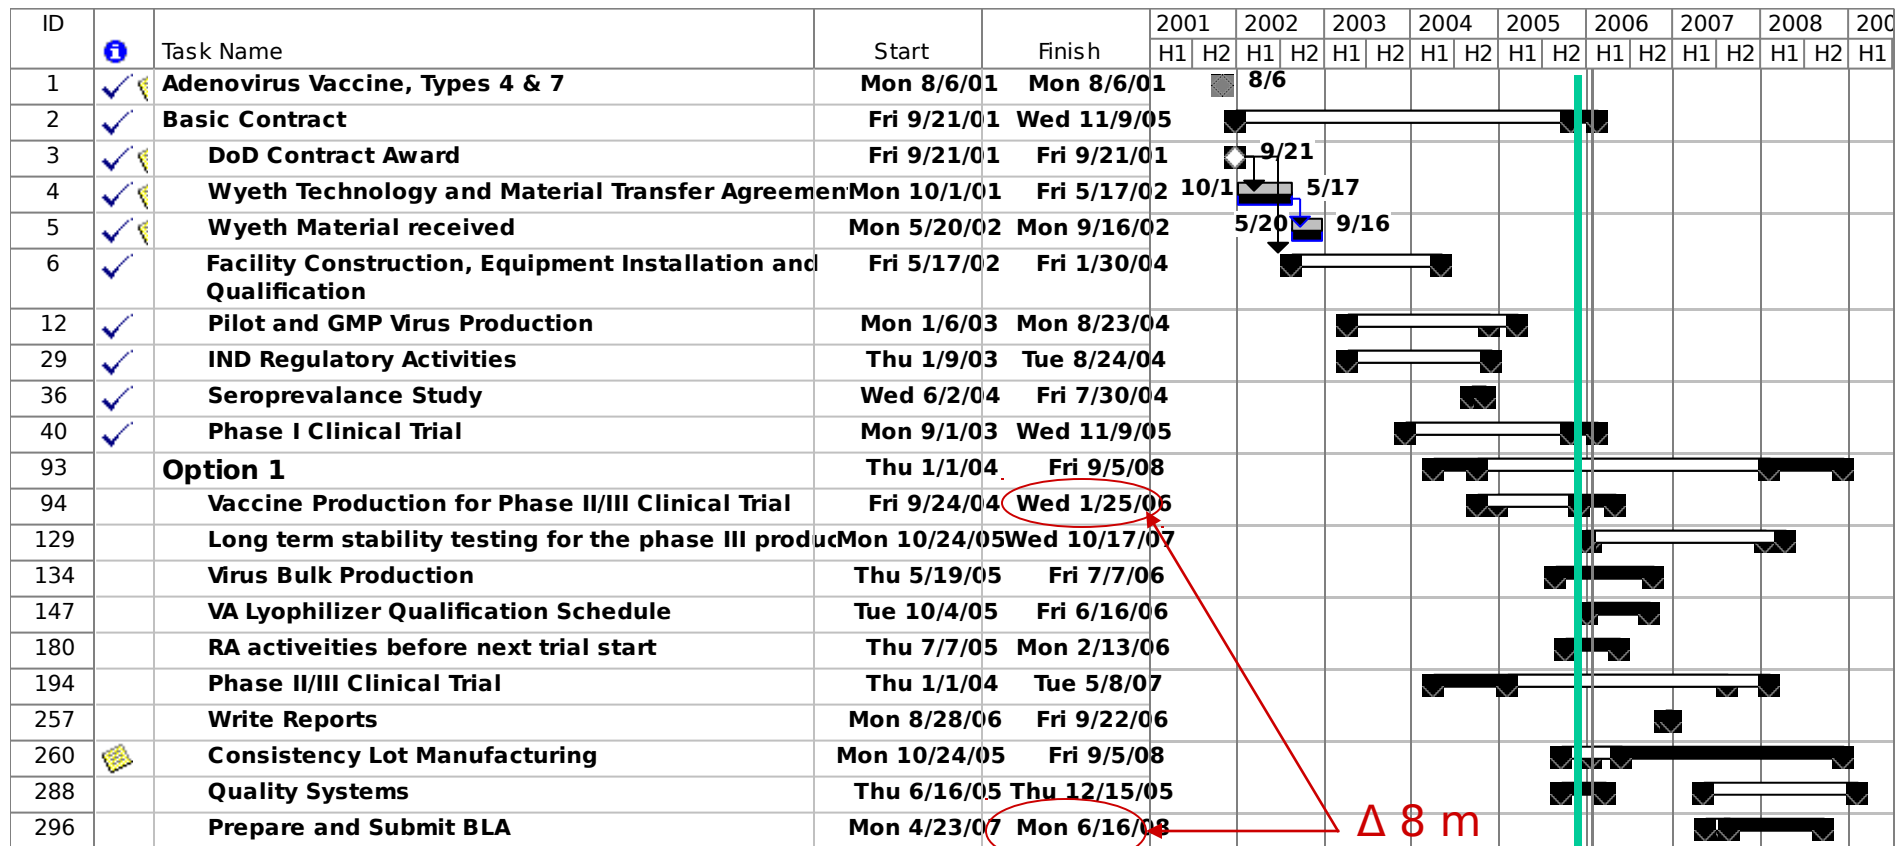 ID Task Name Start Finish 2001 2002 2003 2004 2005 2006 2007 2008 200
H1 H2 H1 H2 H1 H2 H1 H2 H1 H2 H1 H2 H1 H2 H1 H2 H1
1 Adenovirus Vaccine, Types 4 & 7 Mon 8/6/01 Mon 8/6/01 8/6
2 Basic Contract Fri 9/21/01 Wed 11/9/05
3 DoD Contract Award Fri 9/21/01 Fri 9/21/01 9/21
4 Wyeth Technology and Material Transfer Agreemen Mon 10/1/01 Fri 5/17/02 10/1 5/17
5 Wyeth Material received Mon 5/20/02 Mon 9/16/02 5/20 9/16
6 Facility Construction, Equipment Installation and Fri 5/17/02 Fri 1/30/04
Qualification
12 Pilot and GMP Virus Production Mon 1/6/03 Mon 8/23/04
29 IND Regulatory Activities Thu 1/9/03 Tue 8/24/04
36 Seroprevalance Study Wed 6/2/04 Fri 7/30/04
40 Phase I Clinical Trial Mon 9/1/03 Wed 11/9/05
93 Option 1 Thu 1/1/04 Fri 9/5/08
94 Vaccine Production for Phase II/III Clinical Trial Fri 9/24/04 Wed 1/25/06
129 Long term stability testing for the phase III produc Mon 10/24/05 Wed 10/17/07
134 Virus Bulk Production Thu 5/19/05 Fri 7/7/06
147 VA Lyophilizer Qualification Schedule Tue 10/4/05 Fri 6/16/06
180 RA activeities before next trial start Thu 7/7/05 Mon 2/13/06
194 Phase II/III Clinical Trial Thu 1/1/04 Tue 5/8/07
257 Write Reports Mon 8/28/06 Fri 9/22/06
260 Consistency Lot Manufacturing Mon 10/24/05 Fri 9/5/08
288 Quality Systems Thu 6/16/05 Thu 12/15/05
296 Prepare and Submit BLA Mon 4/23/07 Mon 6/16/08 Δ 8 m